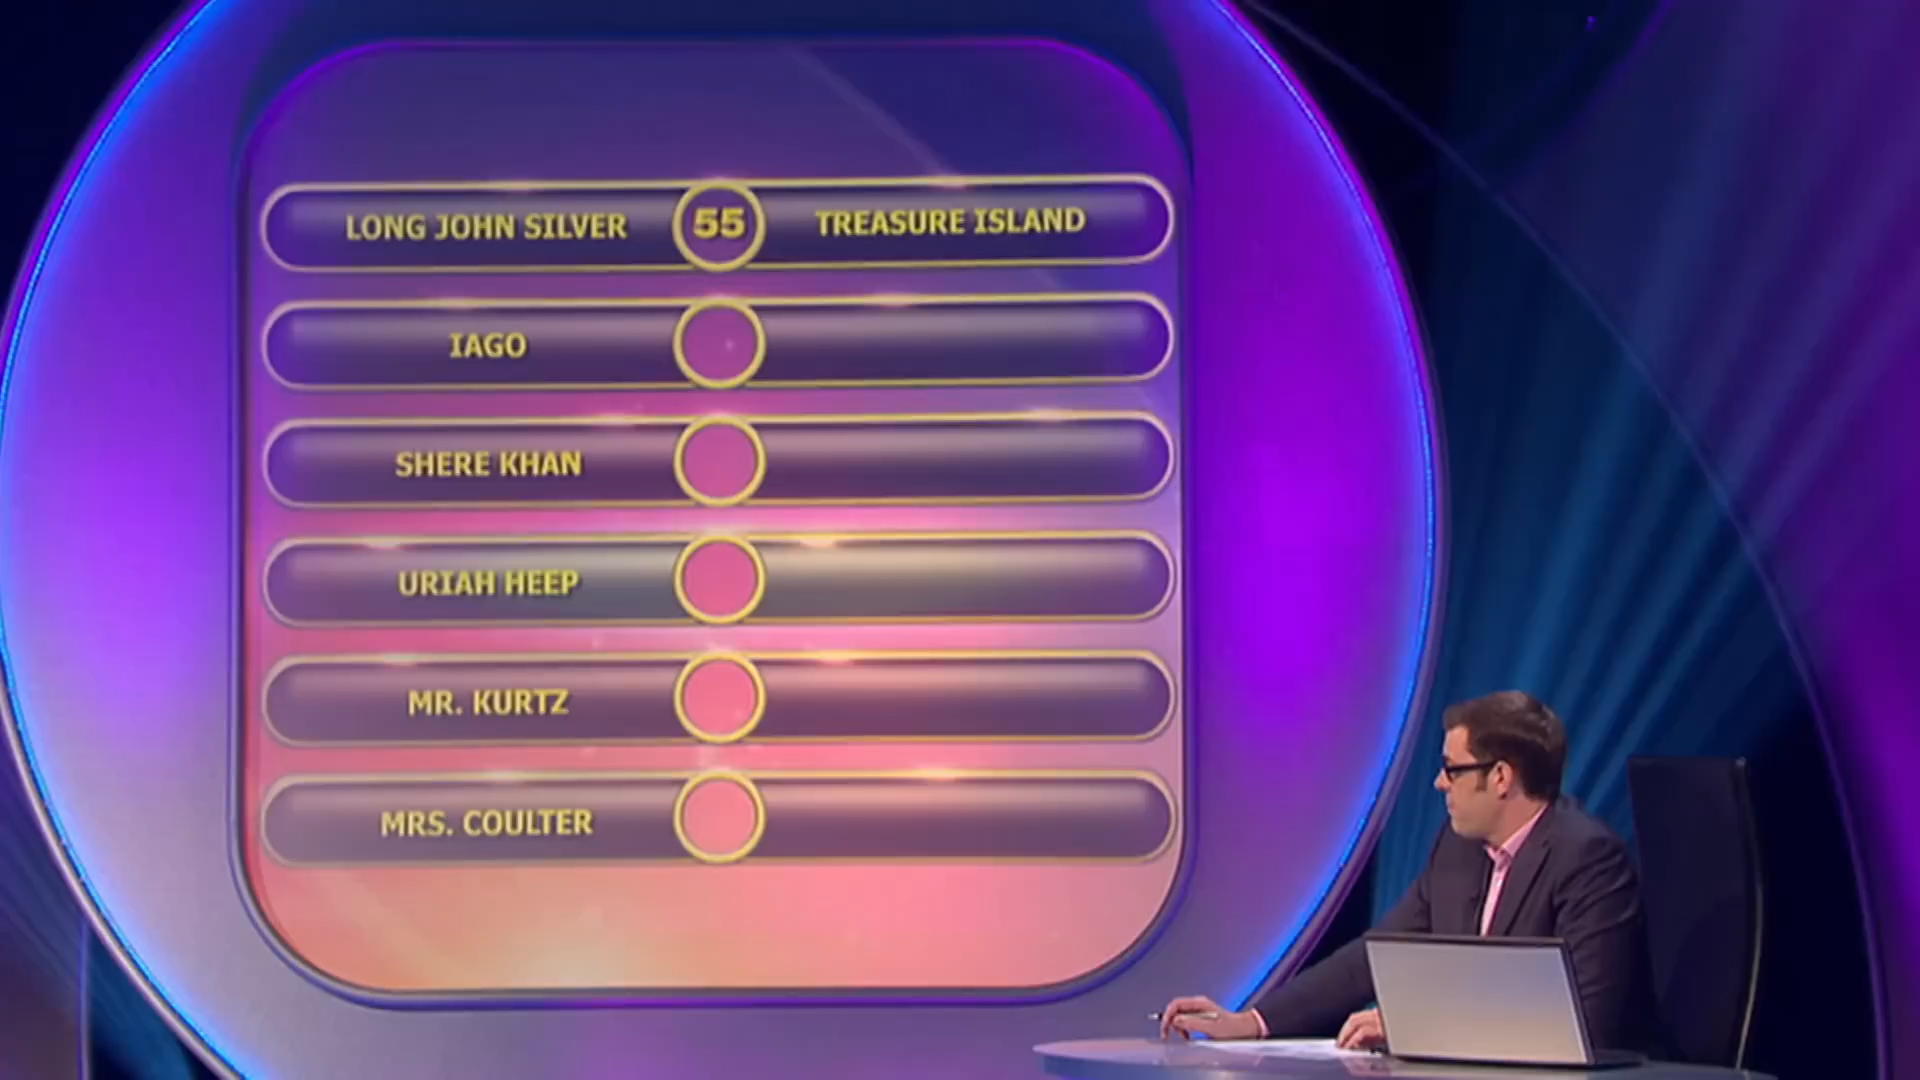 LONG JOHN SILVER 55 TREASURE ISLAND
IAGO
SHERE KHAN
URIAH HEEP
MR. KURTZ
MRS. COULTER